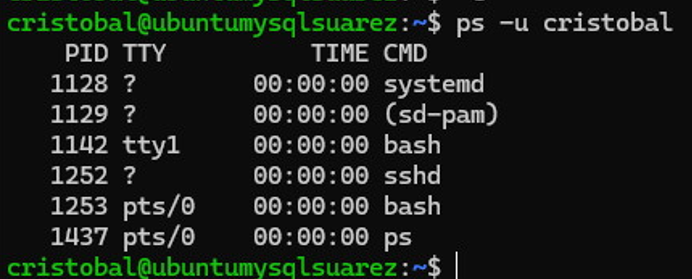 cristobal@ubuntumysqlsuarez:~$ ps -u cristobal
    PID TTY          TIME CMD
   1128 ?        00:00:00 systemd
   1129 ?        00:00:00 (sd-pam)
   1142 tty1     00:00:00 bash
   1252 ?        00:00:00 sshd
   1253 pts/0    00:00:00 bash
   1437 pts/0    00:00:00 ps
cristobal@ubuntumysqlsuarez:~$